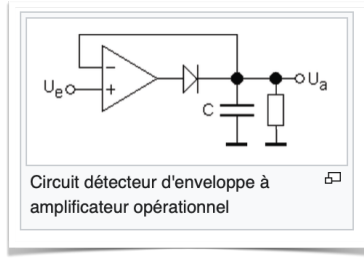 −
+
Ue
Ua
C
Circuit détecteur d'enveloppe à
amplificateur opérationnel